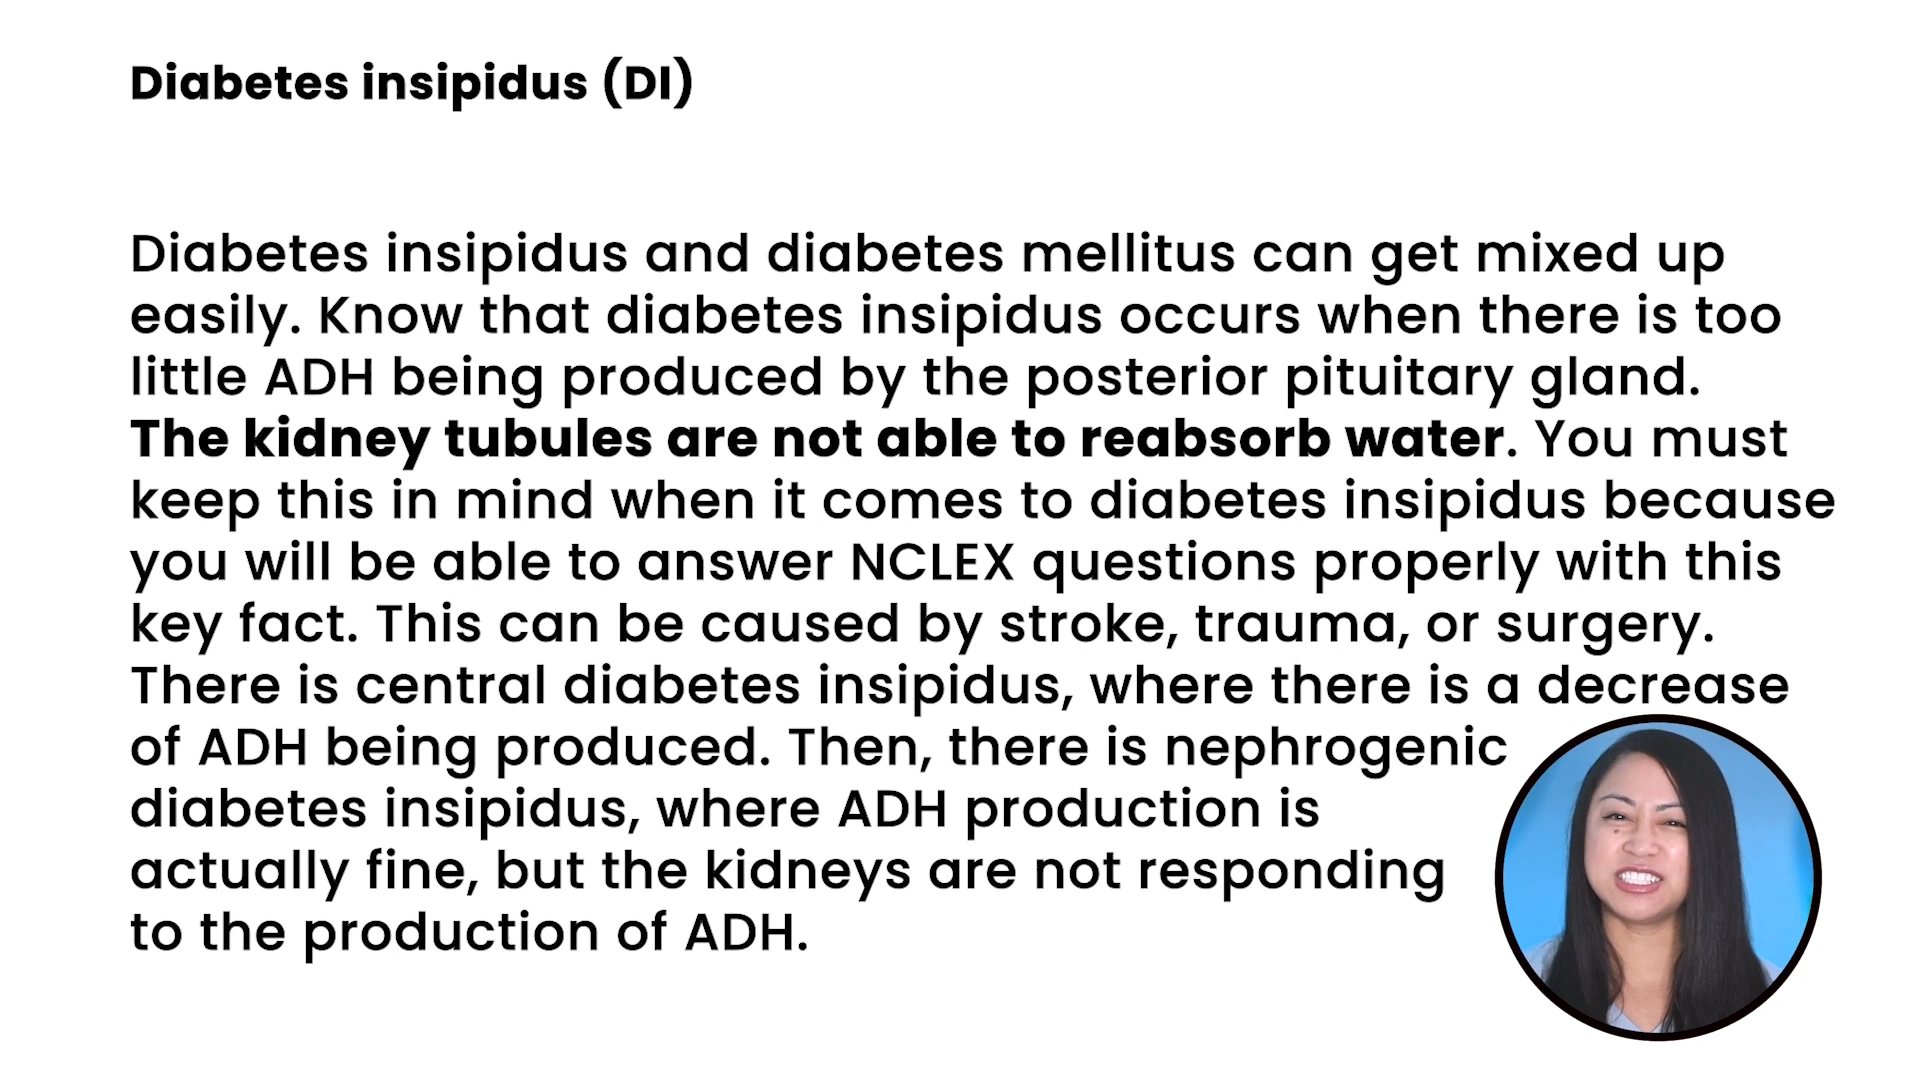 Diabetes insipidus (DI)
Diabetes insipidus and diabetes mellitus can get mixed up
easily. Know that diabetes insipidus occurs when there is too
little ADH being produced by the posterior pituitary gland.
The kidney tubules are not able to reabsorb water. You must
keep this in mind when it comes to diabetes insipidus because
you will be able to answer NCLEX questions properly with this
key fact. This can be caused by stroke, trauma, or surgery.
There is central diabetes insipidus, where there is a decrease
of ADH being produced. Then, there is nephrogenic
diabetes insipidus, where ADH production is
actually fine, but the kidneys are not responding
to the production of ADH.